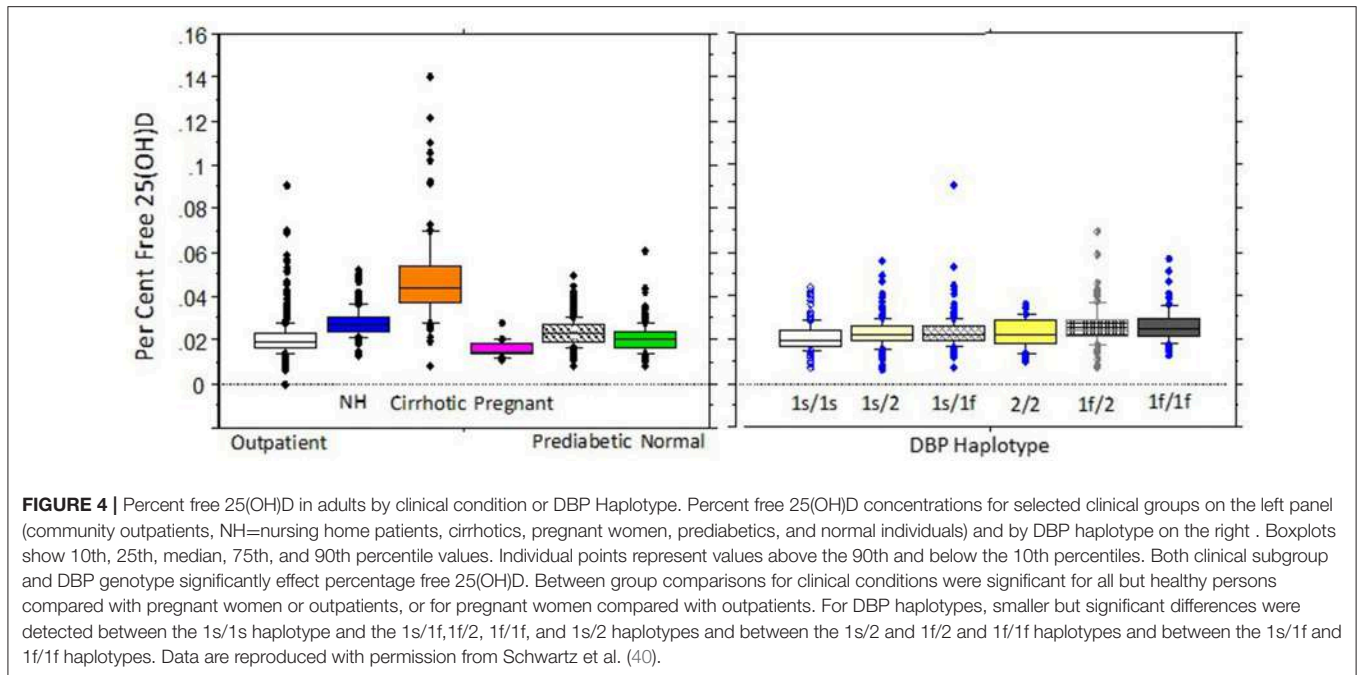 .16
.14
.12
.1
.08
.06
.04
.02
0
Per Cent Free 25(OH)D
NH Cirrhotic Pregnant
Outpatient Prediabetic Normal
1s/1s 1s/2 1s/1f 2/2 1f/2 1f/1f
DBP Haplotype
FIGURE 4 | Percent free 25(OH)D in adults by clinical condition or DBP Haplotype. Percent free 25(OH)D concentrations for selected clinical groups on the left panel
(community outpatients, NH=nursing home patients, cirrhotics, pregnant women, prediabetics, and normal individuals) and by DBP haplotype on the right . Boxplots
show 10th, 25th, median, 75th, and 90th percentile values. Individual points represent values above the 90th and below the 10th percentiles. Both clinical subgroup
and DBP genotype significantly effect percentage free 25(OH)D. Between group comparisons for clinical conditions were significant for all but healthy persons
compared with pregnant women or outpatients, or for pregnant women compared with outpatients. For DBP haplotypes, smaller but significant differences were
detected between the 1s/1s haplotype and the 1s/1f,1f/2, 1f/1f, and 1s/2 haplotypes and between the 1s/2 and 1f/2 and 1f/1f haplotypes and between the 1s/1f and
1f/1f haplotypes. Data are reproduced with permission from Schwartz et al. (40).